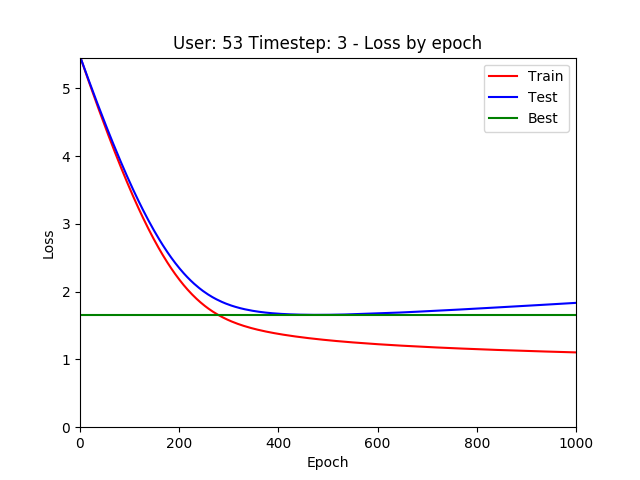 User: 53 Timestep: 3 - Loss by epoch
Train
Test
Best
Loss
5
4
3
2
1
0
0 200 400 600 800 1000
Epoch